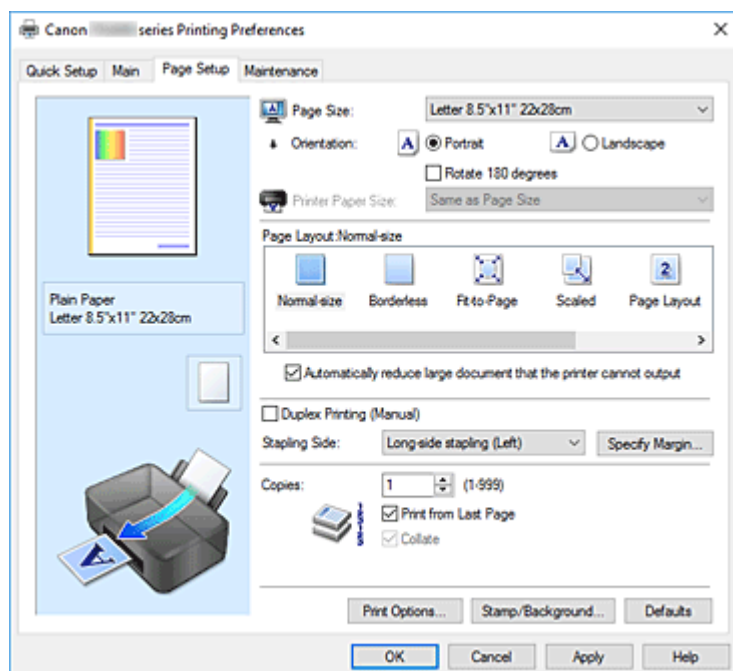 Canon series Printing Preferences
Quick Setup Main Page Setup Maintenance
Page Size: Letter 8.5"x11" 22x28cm
Orientation: A Portrait A Landscape
Rotate 180 degrees
Printer Paper Size: Same as Page Size
Page Layout:Normal-size
2
Normal-size Borderless Fit-to-Page Scaled Page Layout
Plain Paper
Letter 8.5"x11" 22x28cm
Automatically reduce large document that the printer cannot output
Duplex Printing (Manual)
Stapling Side: Long-side stapling (Left) Specify Margin...
Copies: 1 (1-999)
Print from Last Page
Collate
A
Print Options... Stamp/Background... Defaults
OK Cancel Apply Help